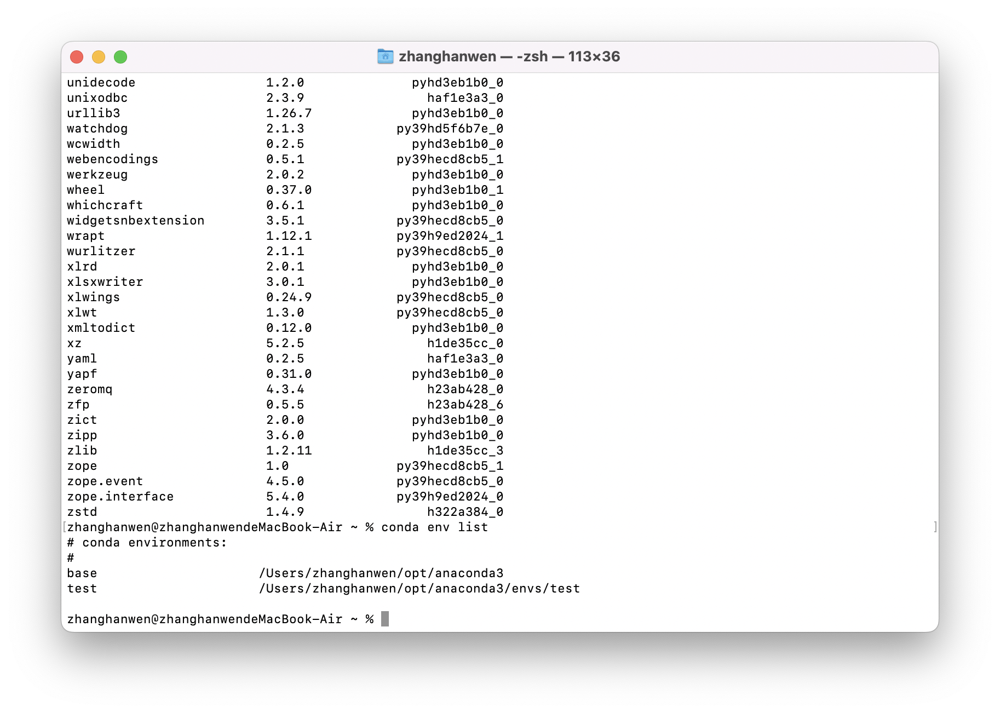 zhanghanwen — -zsh — 113×36
unidecode 1.2.0 pyhd3eb1b0_0
unixodbc 2.3.9 haf1e3a3_0
urllib3 1.26.7 pyhd3eb1b0_0
watchdog 2.1.3 py39hd5f6b7e_0
wcwidth 0.2.5 pyhd3eb1b0_0
webencodings 0.5.1 py39hecd8cb5_1
werkzeug 2.0.2 pyhd3eb1b0_0
wheel 0.37.0 pyhd3eb1b0_1
whichcraft 0.6.1 pyhd3eb1b0_0
widgetsnbextension 3.5.1 py39hecd8cb5_0
wrapt 1.12.1 py39h9ed2024_1
wurlitzer 2.1.1 py39hecd8cb5_0
xlrd 2.0.1 pyhd3eb1b0_0
xlsxwriter 3.0.1 pyhd3eb1b0_0
xlwings 0.24.9 py39hecd8cb5_0
xlwt 1.3.0 py39hecd8cb5_0
xmltodict 0.12.0 pyhd3eb1b0_0
xz 5.2.5 h1de35cc_0
yaml 0.2.5 haf1e3a3_0
yapf 0.31.0 pyhd3eb1b0_0
zeromq 4.3.4 h23ab428_0
zfp 0.5.5 h23ab428_6
zict 2.0.0 pyhd3eb1b0_0
zipp 3.6.0 pyhd3eb1b0_0
zlib 1.2.11 h1de35cc_3
zope 1.0 py39hecd8cb5_1
zope.event 4.5.0 py39hecd8cb5_0
zope.interface 5.4.0 py39h9ed2024_0
zstd 1.4.9 h322a384_0
[zhanghanwen@zhanghanwendeMacBook-Air ~ % conda env list ]
# conda environments:
#
base /Users/zhanghanwen/opt/anaconda3
test /Users/zhanghanwen/opt/anaconda3/envs/test
zhanghanwen@zhanghanwendeMacBook-Air ~ %